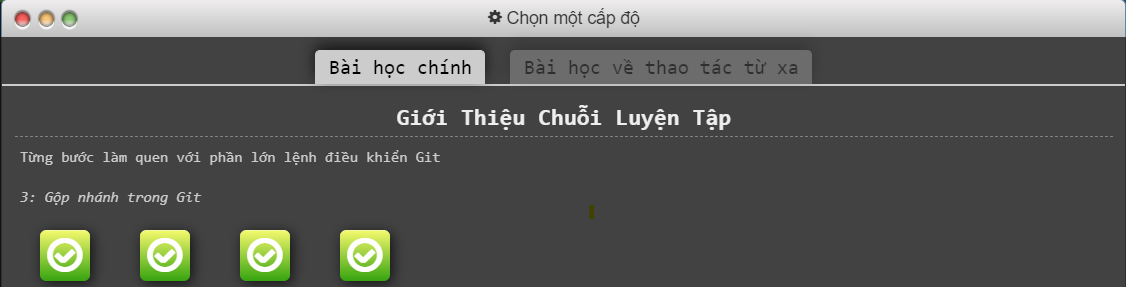 Chọn một cấp độ
Bài học chính
Bài học về thao tác từ xa
Giới Thiệu Chuỗi Luyện Tập
Từng bước làm quen với phần lớn lệnh điều khiển Git
3: Gộp nhánh trong Git